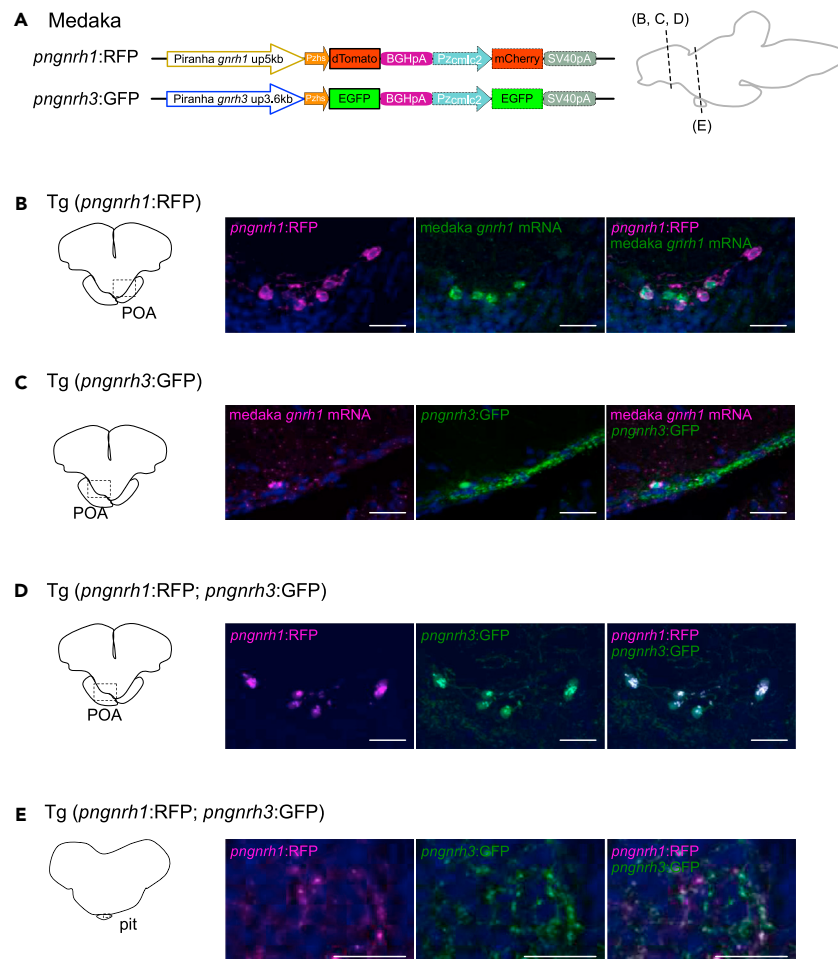 A Medaka
pngnrh1:RFP
Piranha gnrh1 up5kb
Pzhs
dTomato
BGHpA
Pzcmlc2
mCherry
SV40pA
pngnrh3:GFP
Piranha gnrh3 up3.6kb
Pzhs
EGFP
BGHpA
Pzcmlc2
EGFP
SV40pA
(B, C, D)
(E)
B Tg (pngnrh1:RFP)
POA
pngnrh1:RFP
medaka gnrh1 mRNA
pngnrh1:RFP
medaka gnrh1 mRNA
C Tg (pngnrh3:GFP)
POA
medaka gnrh1 mRNA
pngnrh3:GFP
medaka gnrh1 mRNA
pngnrh3:GFP
D Tg (pngnrh1:RFP; pngnrh3:GFP)
POA
pngnrh1:RFP
pngnrh3:GFP
pngnrh1:RFP
pngnrh3:GFP
E Tg (pngnrh1:RFP; pngnrh3:GFP)
pit
pngnrh1:RFP
pngnrh3:GFP
pngnrh1:RFP
pngnrh3:GFP